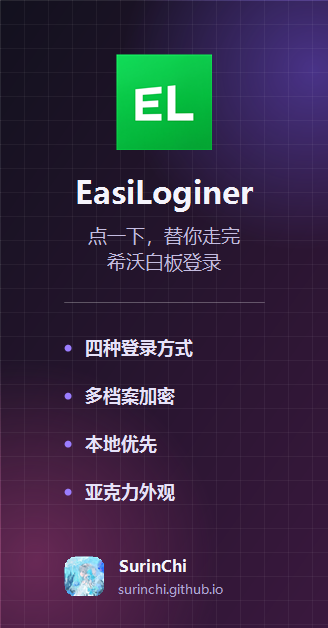 EL
EasiLoginer
点一下，替你走完
希沃白板登录
四种登录方式
多档案加密
本地优先
亚克力外观
SurinChi
surinchi.github.io